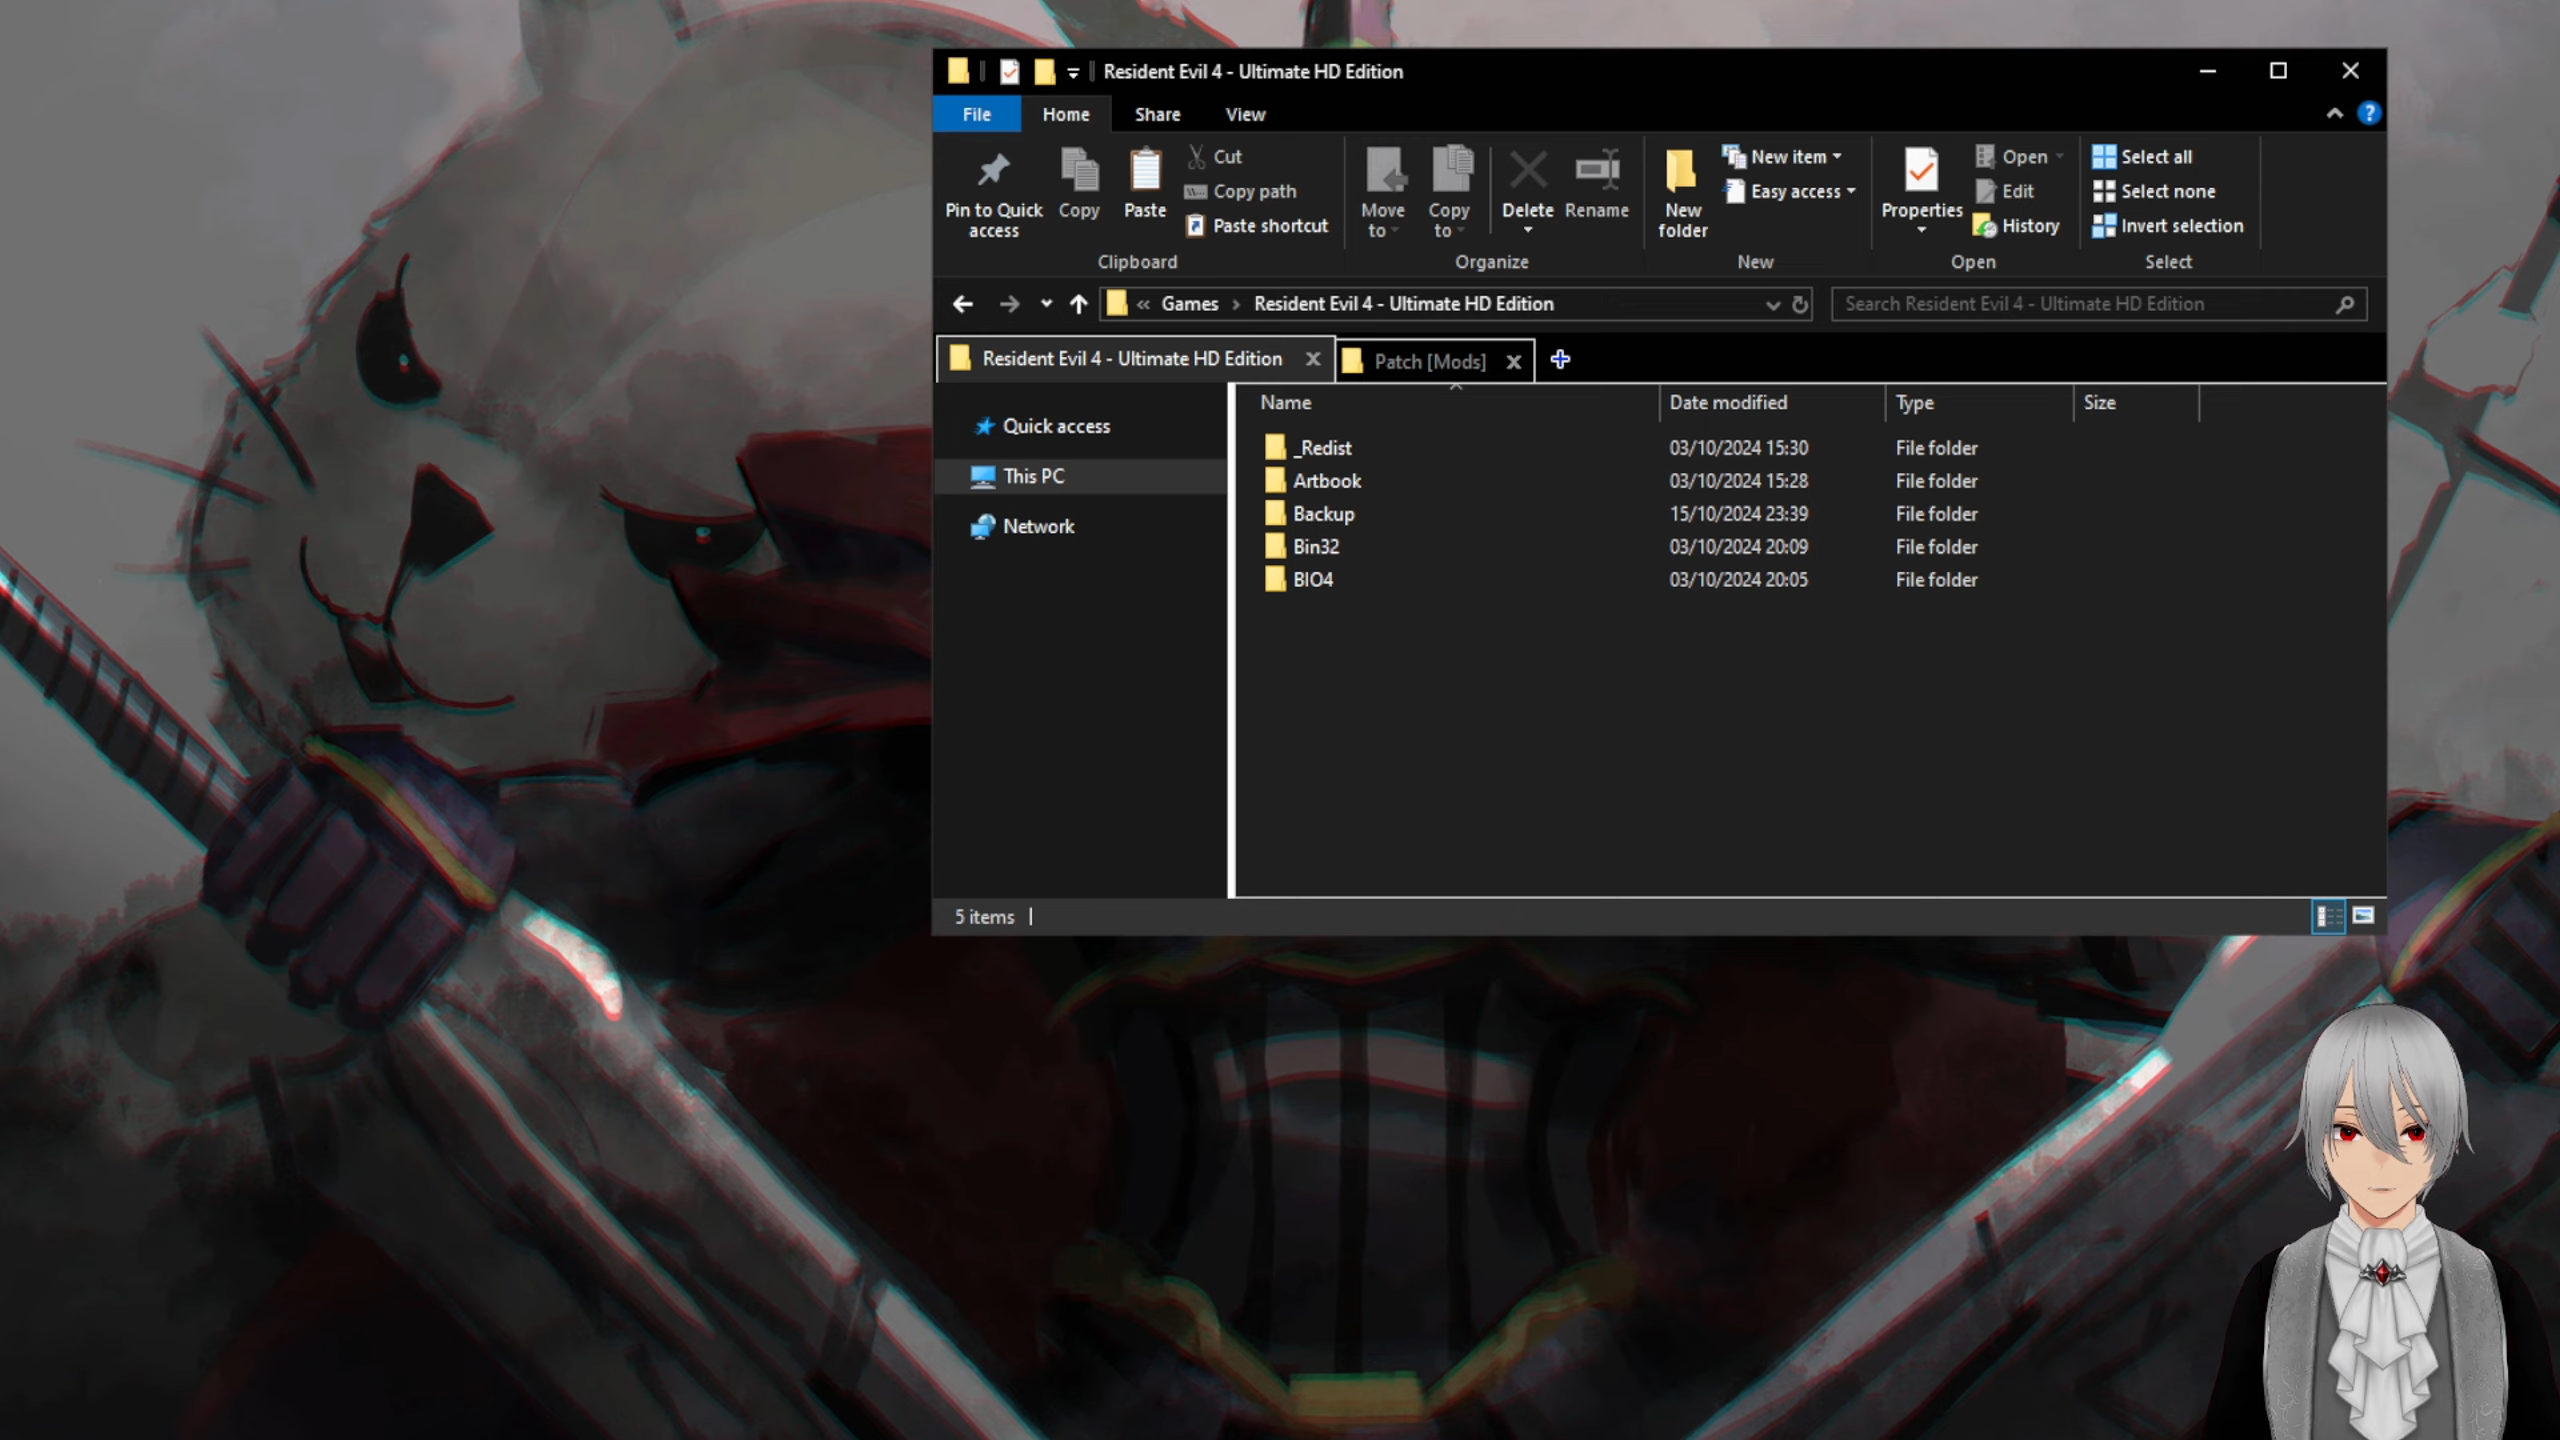 Resident Evil 4 - Ultimate HD Edition
File Home Share View
Pin to Quick access
Copy
Paste
Cut
Copy path
Paste shortcut
Clipboard
Move to
Copy to
Delete
Rename
Organize
New folder
New item
Easy access
New
Properties
Open
Edit
History
Open
Select all
Select none
Invert selection
Select
« Games > Resident Evil 4 - Ultimate HD Edition
Search Resident Evil 4 - Ultimate HD Edition
Resident Evil 4 - Ultimate HD Edition
Patch [Mods]
Quick access
This PC
Network
Name Date modified Type Size
_Redist 03/10/2024 15:30 File folder
Artbook 03/10/2024 15:28 File folder
Backup 15/10/2024 23:39 File folder
Bin32 03/10/2024 20:09 File folder
BIO4 03/10/2024 20:05 File folder
5 items